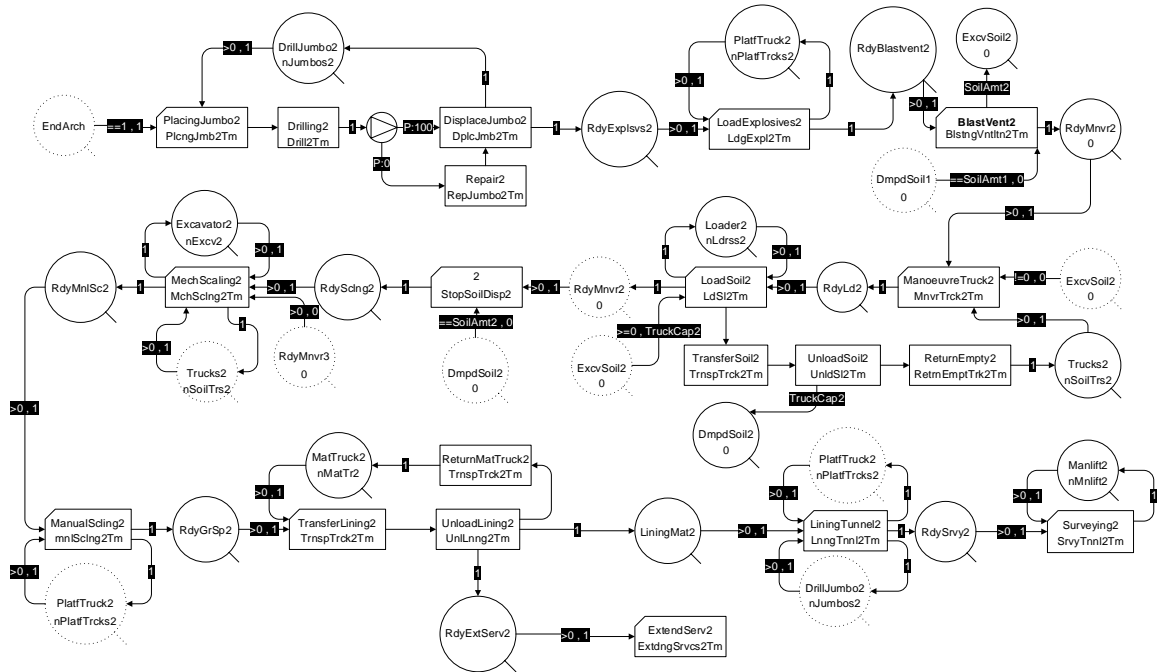 DrillJumbo2
nJumbos2
>0 , 1
1
EndArch
==1 , 1
PlacingJumbo2
PlcngJmb2Tm
Drilling2
Drill2Tm
1
P:100
P:0
DisplaceJumbo2
DplcJmb2Tm
Repair2
RepJumbo2Tm
1
RdyExplsvs2
>0 , 1
PlatfTruck2
nPlatfTrcks2
>0 , 1
1
LoadExplosives2
LdgExpl2Tm
1
RdyBlastvent2
>0 , 1
ExcvSoil2
0
SoilAmt2
BlastVent2
BlstngVntltn2Tm
1
RdyMnvr2
0
DmpdSoil1
0
==SoilAmt1 , 0
>0 , 1
RdyMnlSc2
1
Excavator2
nExcv2
1
>0 , 1
MechScaling2
MchSclng2Tm
>0 , 1
>0 , 0
>0 , 1
1
Trucks2
nSoilTrs2
RdyMnvr3
0
RdySclng2
1
2
StopSoilDisp2
==SoilAmt2 , 0
DmpdSoil2
0
>0 , 1
RdyMnvr2
0
1
Loader2
nLdrss2
1
>0 , 1
LoadSoil2
LdSl2Tm
>=0, TruckCap2
ExcvSoil2
0
>0 , 1
RdyLd2
1
ManoeuvreTruck2
MnvrTrck2Tm
!=0 , 0
ExcvSoil2
0
>0 , 1
TransferSoil2
TrnspTrck2Tm
UnloadSoil2
UnldSl2Tm
ReturnEmpty2
RetrnEmptTrk2Tm
1
Trucks2
nSoilTrs2
TruckCap2
DmpdSoil2
0
>0 , 1
ManualScling2
mnlSclng2Tm
1
>0 , 1
1
PlatfTruck2
nPlatfTrcks2
RdyGrSp2
>0 , 1
MatTruck2
nMatTr2
>0 , 1
1
ReturnMatTruck2
TrnspTrck2Tm
TransferLining2
TrnspTrck2Tm
UnloadLining2
UnlLnng2Tm
1
1
LiningMat2
>0 , 1
PlatfTruck2
nPlatfTrcks2
>0 , 1
1
LiningTunnel2
LnngTnnl2Tm
1
>0 , 1
1
DrillJumbo2
nJumbos2
RdySrvy2
>0 , 1
Manlift2
nMnlift2
>0 , 1
1
Surveying2
SrvyTnnl2Tm
RdyExtServ2
>0 , 1
ExtendServ2
ExtdngSrvcs2Tm